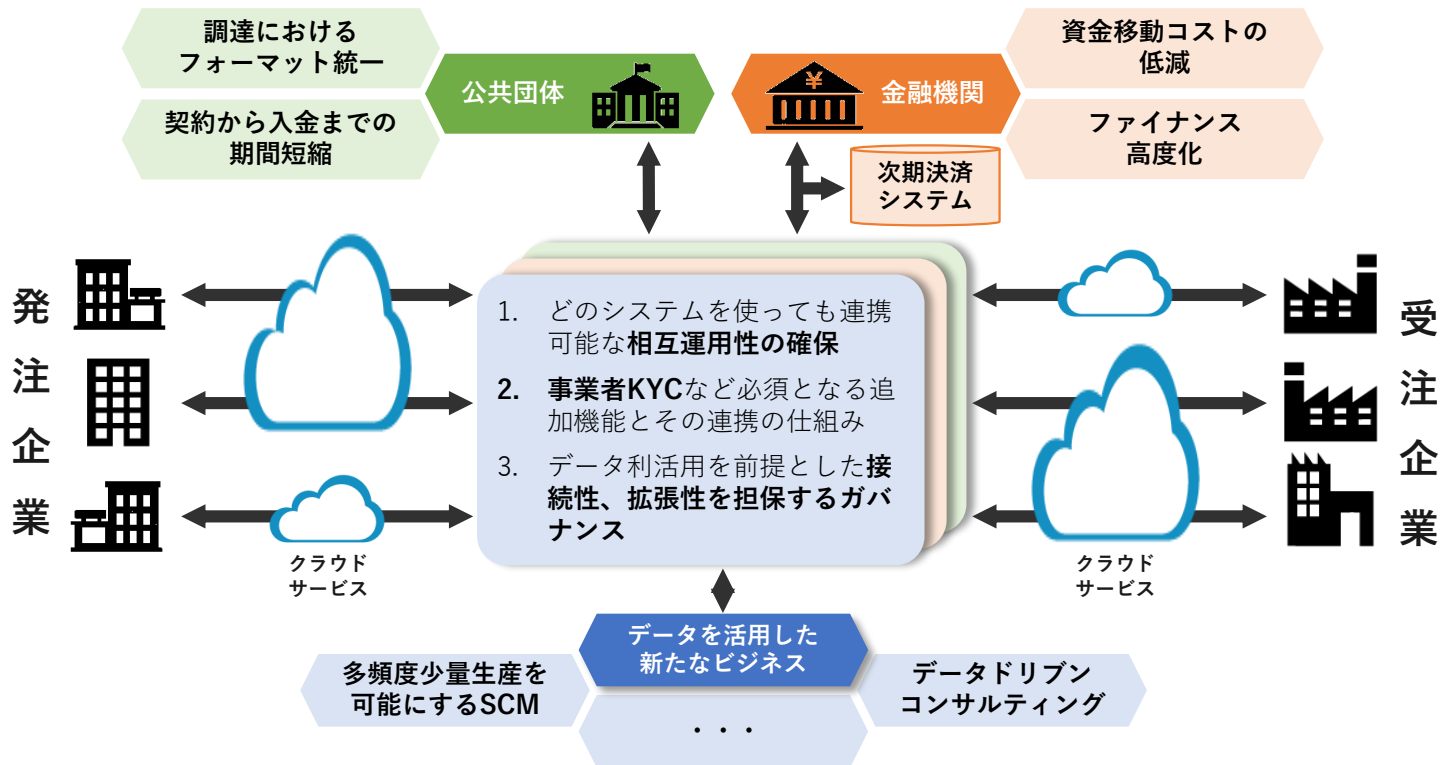 調達における
フォーマット統一
契約から入金までの
期間短縮
公共団体
¥
金融機関
資金移動コストの
低減
ファイナンス
高度化
次期決済
システム
発注企業
1. どのシステムを使っても連携
可能な相互運用性の確保
2. 事業者KYCなど必須となる追
加機能とその連携の仕組み
3. データ利活用を前提とした接
続性、拡張性を担保するガバ
ナンス
受注企業
クラウド
サービス
クラウド
サービス
データを活用した
新たなビジネス
多頻度少量生産を
可能にするSCM
・・・
データドリブン
コンサルティング